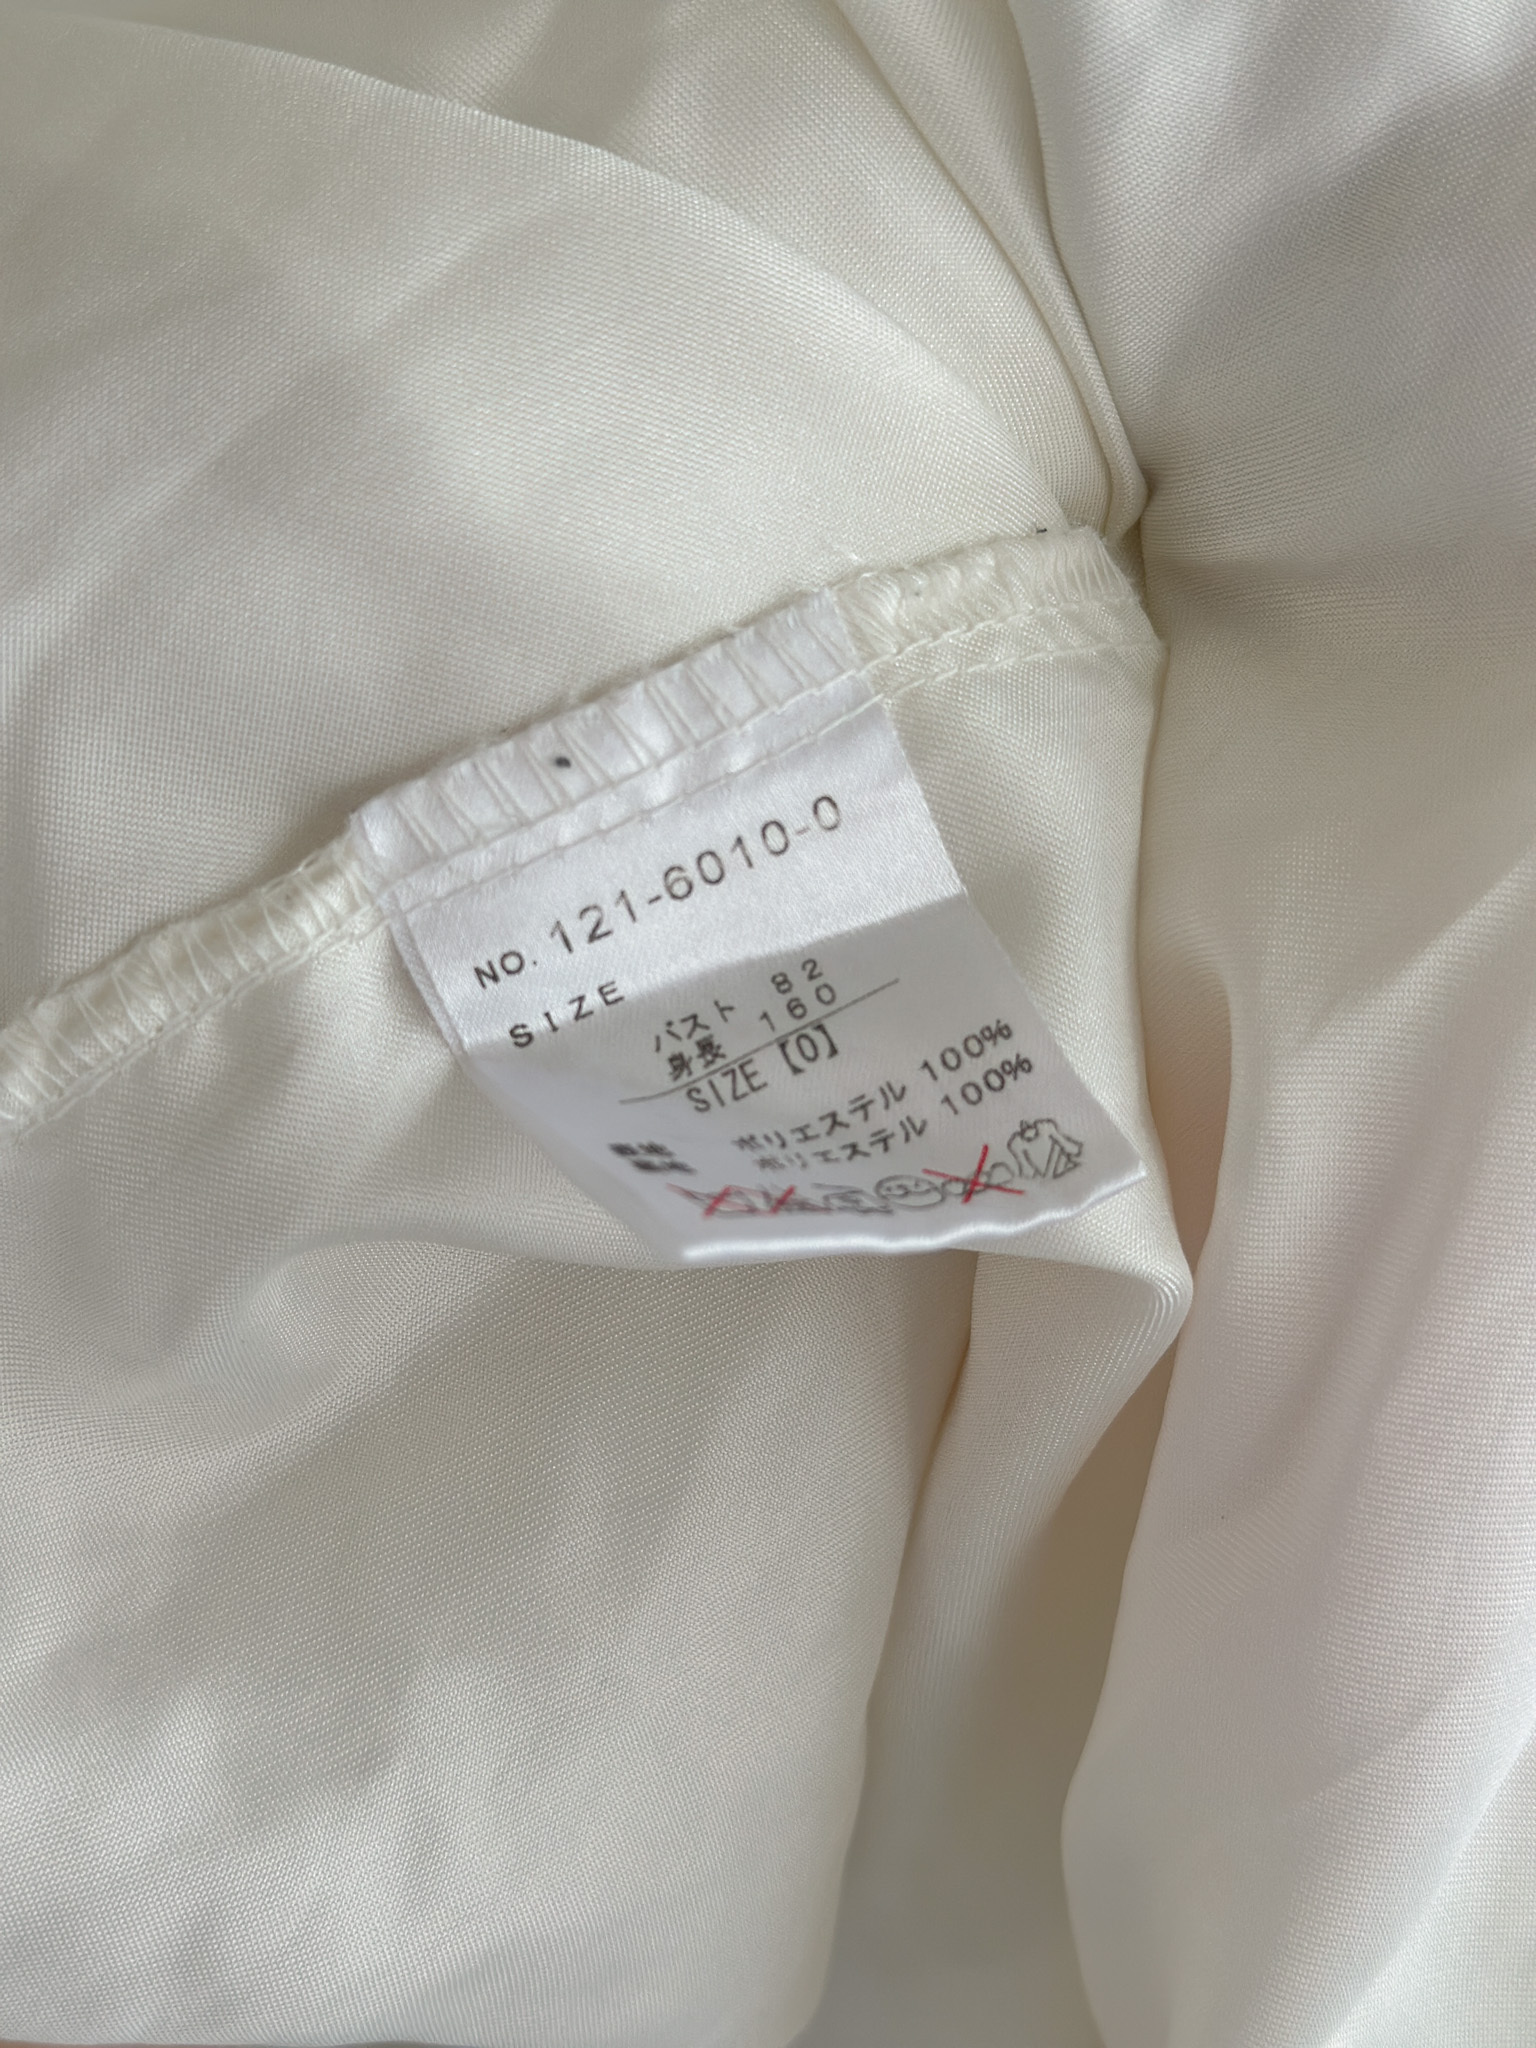 NO. 121-6010-0
SIZE
バスト 82
身長 160
SIZE【0】
ポリエステル 100%
ポリエステル 100%